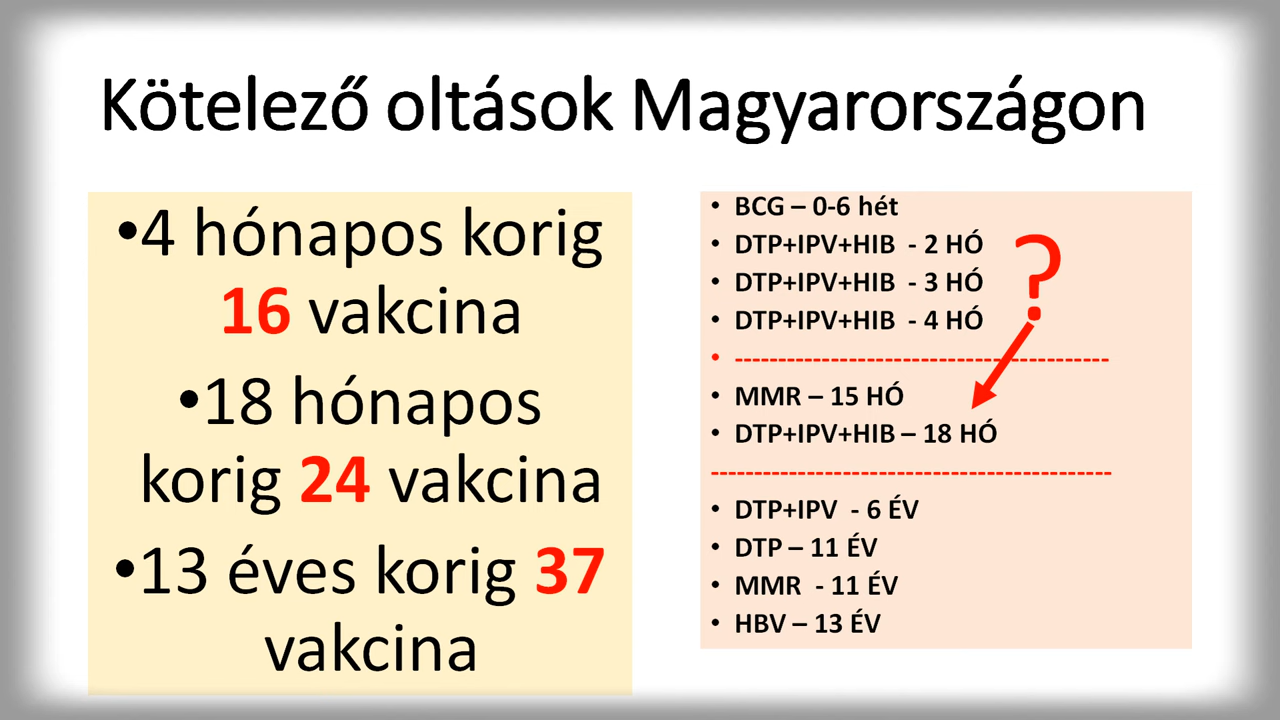 Kötelező oltások Magyarországon
•4 hónapos korig
16 vakcina
•18 hónapos
korig 24 vakcina
•13 éves korig 37
vakcina
• BCG – 0-6 hét
• DTP+IPV+HIB - 2 HÓ
• DTP+IPV+HIB - 3 HÓ
• DTP+IPV+HIB - 4 HÓ
?
• -------------------------------------------
• MMR – 15 HÓ
• DTP+IPV+HIB – 18 HÓ
----------------------------------------------
• DTP+IPV - 6 ÉV
• DTP – 11 ÉV
• MMR - 11 ÉV
• HBV – 13 ÉV